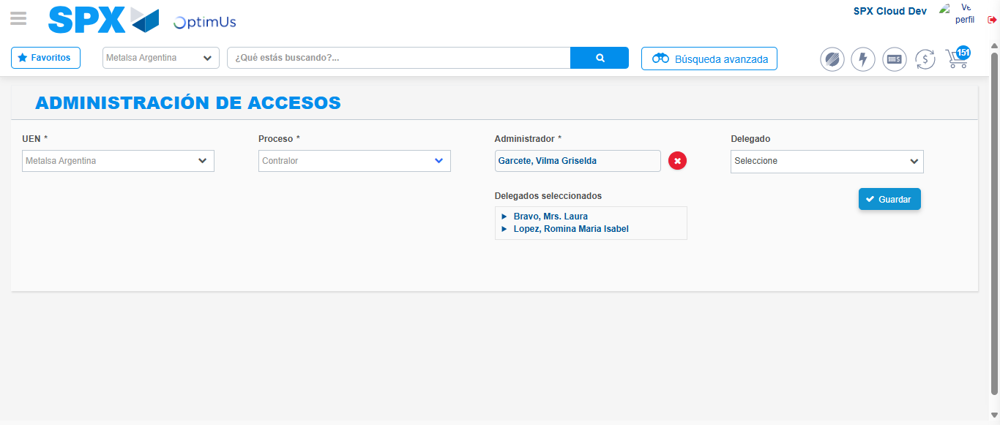 SPX OptimUs
SPX Cloud Dev
Ve
perfil
Favoritos
Metalsa Argentina
¿Qué estás buscando?...
Búsqueda avanzada
$
$
151
ADMINISTRACIÓN DE ACCESOS
UEN *
Proceso *
Administrador *
Delegado
Metalsa Argentina
Contralor
Garcete, Vilma Griselda
Seleccione
Delegados seleccionados
Guardar
Bravo, Mrs. Laura
Lopez, Romina Maria Isabel